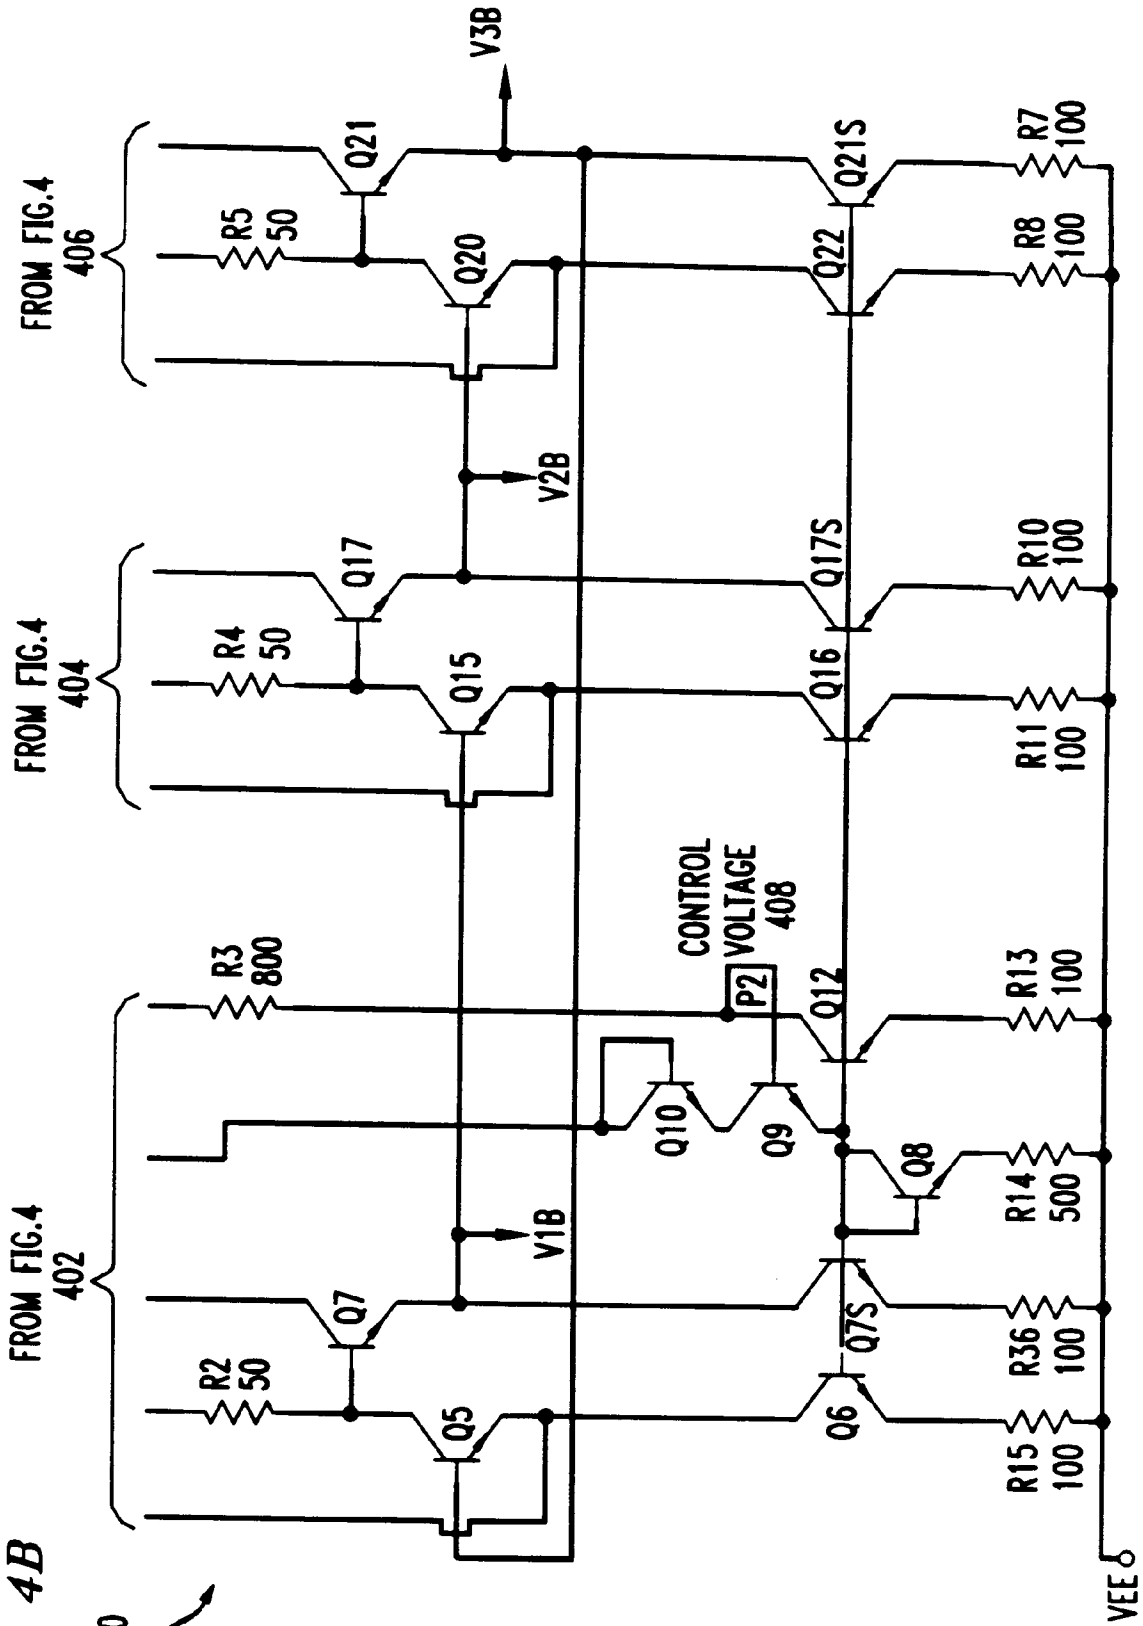 4B
0
FROM FIG.4
402
FROM FIG.4
404
FROM FIG.4
406
R2
50
R3
800
R4
50
R5
50
Q7
Q17
Q21
Q5
Q15
Q20
V1B
V2B
V3B
Q10
CONTROL
VOLTAGE
408
P2
Q9
Q6
Q7S
Q8
Q12
Q16
Q17S
Q22
Q21S
R15
100
R36
100
R14
500
R13
100
R11
100
R10
100
R8
100
R7
100
VEE